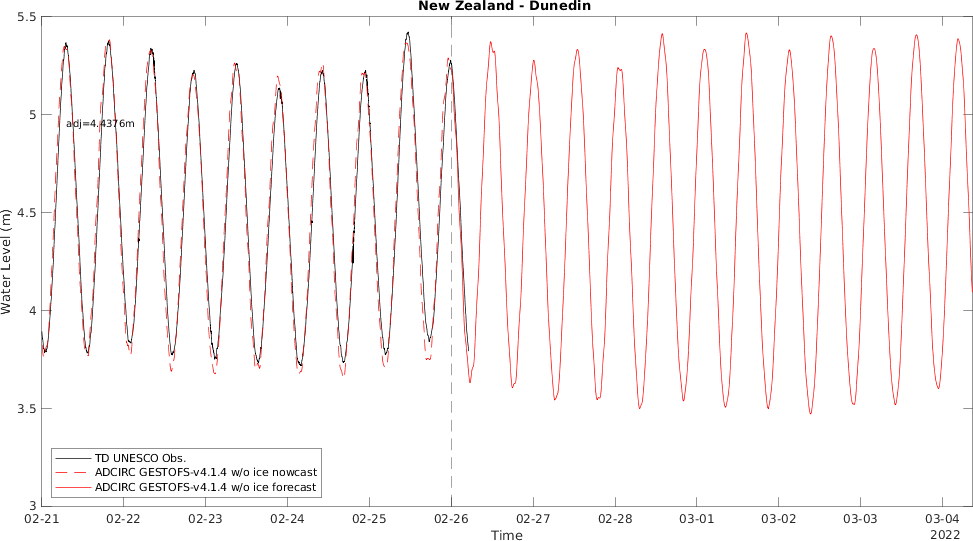 New Zealand - Dunedin
5.5
5
4.5
4
3.5
3
Water Level (m)
adj=4.4376m
TD UNESCO Obs.
ADCIRC GESTOFS-v4.1.4 w/o ice nowcast
ADCIRC GESTOFS-v4.1.4 w/o ice forecast
02-21 02-22 02-23 02-24 02-25 02-26 02-27 02-28 03-01 03-02 03-03 03-04
2022
Time